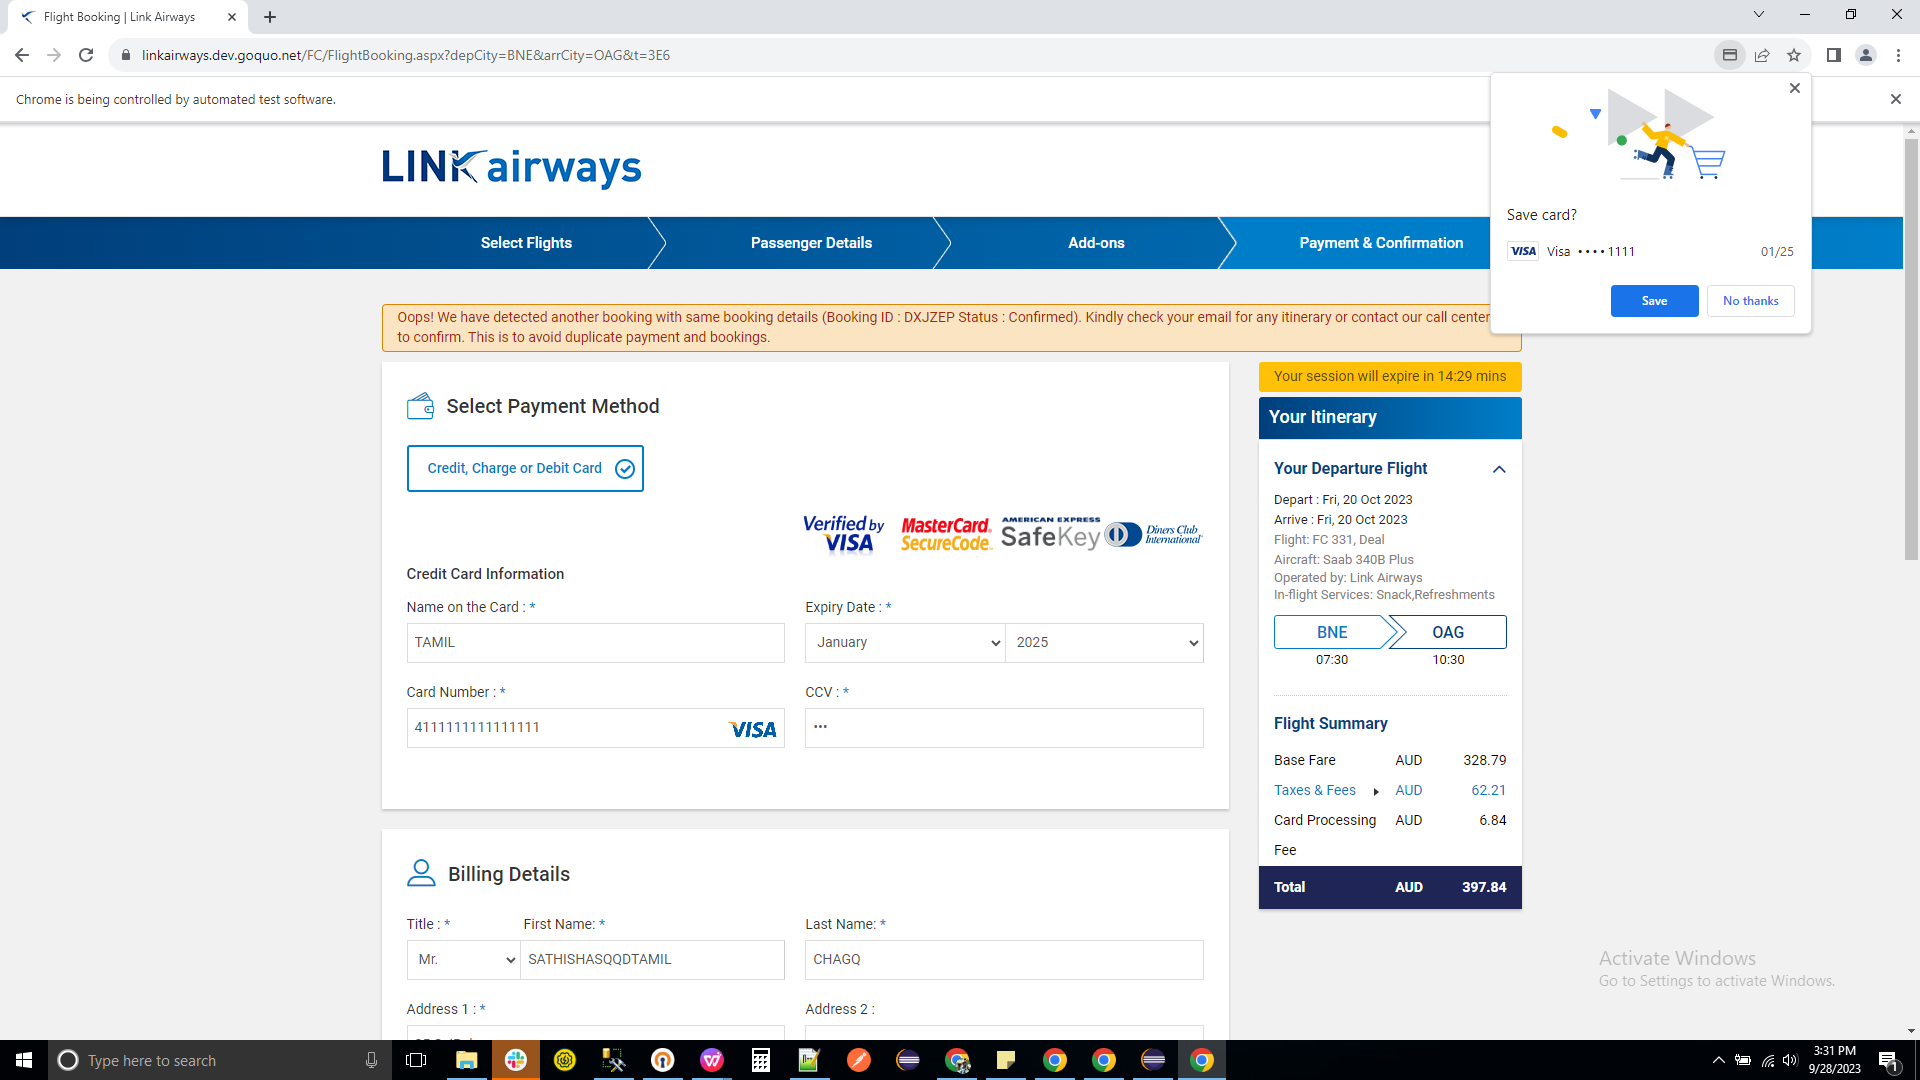 Flight Booking | Link Airways
linkairways.dev.goquo.net/FC/FlightBooking.aspx?depCity=BNE&arrCity=OAG&t=3E6
Chrome is being controlled by automated test software.
LINK airways
Select Flights
Passenger Details
Add-ons
Payment & Confirmation
Save card?
VISA Visa •••• 1111 01/25
Save
No thanks
Oops! We have detected another booking with same booking details (Booking ID : DXJZEP Status : Confirmed). Kindly check your email for any itinerary or contact our call center
to confirm. This is to avoid duplicate payment and bookings.
Select Payment Method
Credit, Charge or Debit Card
Verified by VISA
MasterCard. SecureCode.
AMERICAN EXPRESS SafeKey
Diners Club International
Credit Card Information
Name on the Card : *
Expiry Date : *
TAMIL
January
2025
Card Number : *
CCV : *
4111111111111111
VISA
•••
Billing Details
Title : *
First Name: *
Last Name: *
Mr.
SATHISHASQQDTAMIL
CHAGQ
Address 1 : *
Address 2 :
Your session will expire in 14:29 mins
Your Itinerary
Your Departure Flight
Depart : Fri, 20 Oct 2023
Arrive : Fri, 20 Oct 2023
Flight: FC 331, Deal
Aircraft: Saab 340B Plus
Operated by: Link Airways
In-flight Services: Snack,Refreshments
BNE
OAG
07:30
10:30
Flight Summary
Base Fare AUD 328.79
Taxes & Fees AUD 62.21
Card Processing AUD 6.84
Fee
Total AUD 397.84
Activate Windows
Go to Settings to activate Windows.
Type here to search
3:31 PM
9/28/2023
1